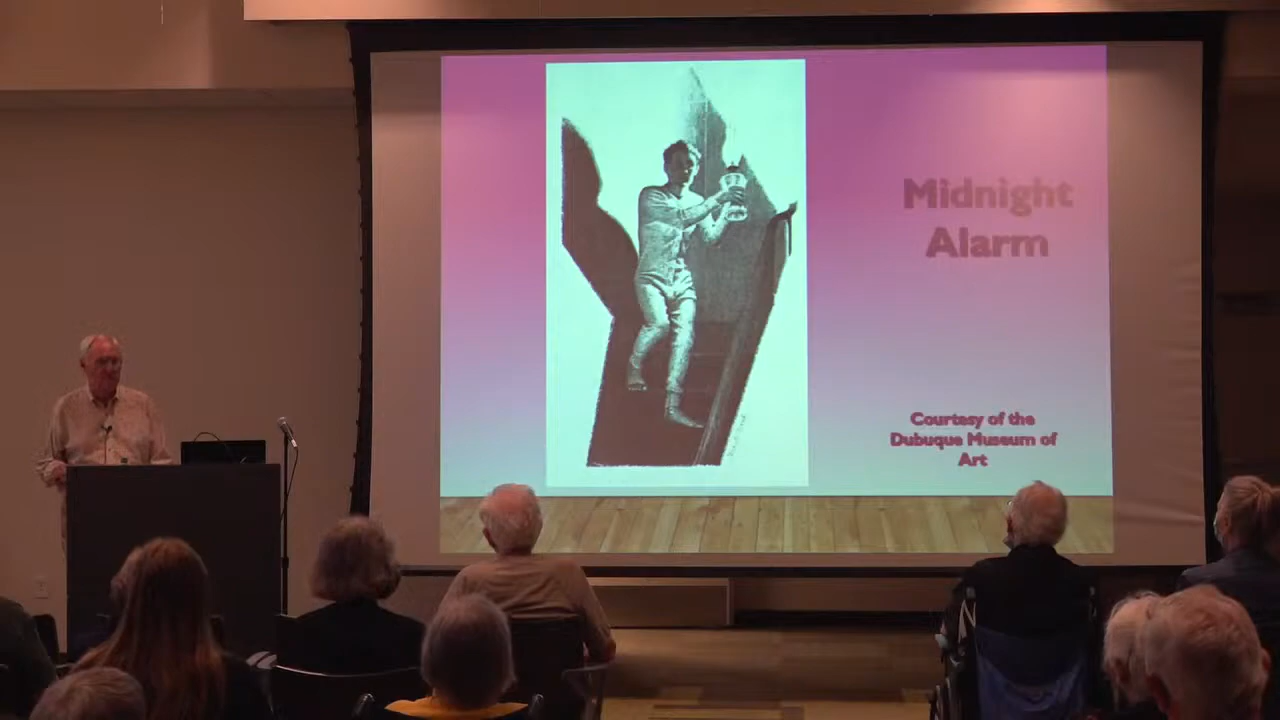 Midnight
Alarm
Courtesy of the
Dubuque Museum of
Art